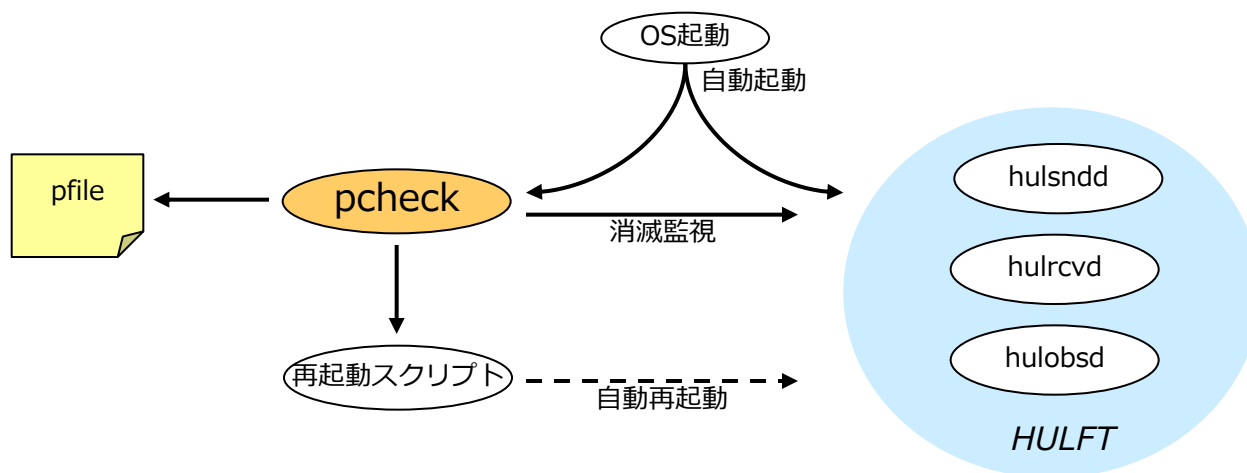 OS起動
自動起動
pfile
pcheck
消滅監視
hulsndd
hulrcvd
再起動スクリプト
自動再起動
hulobsd
HULFT